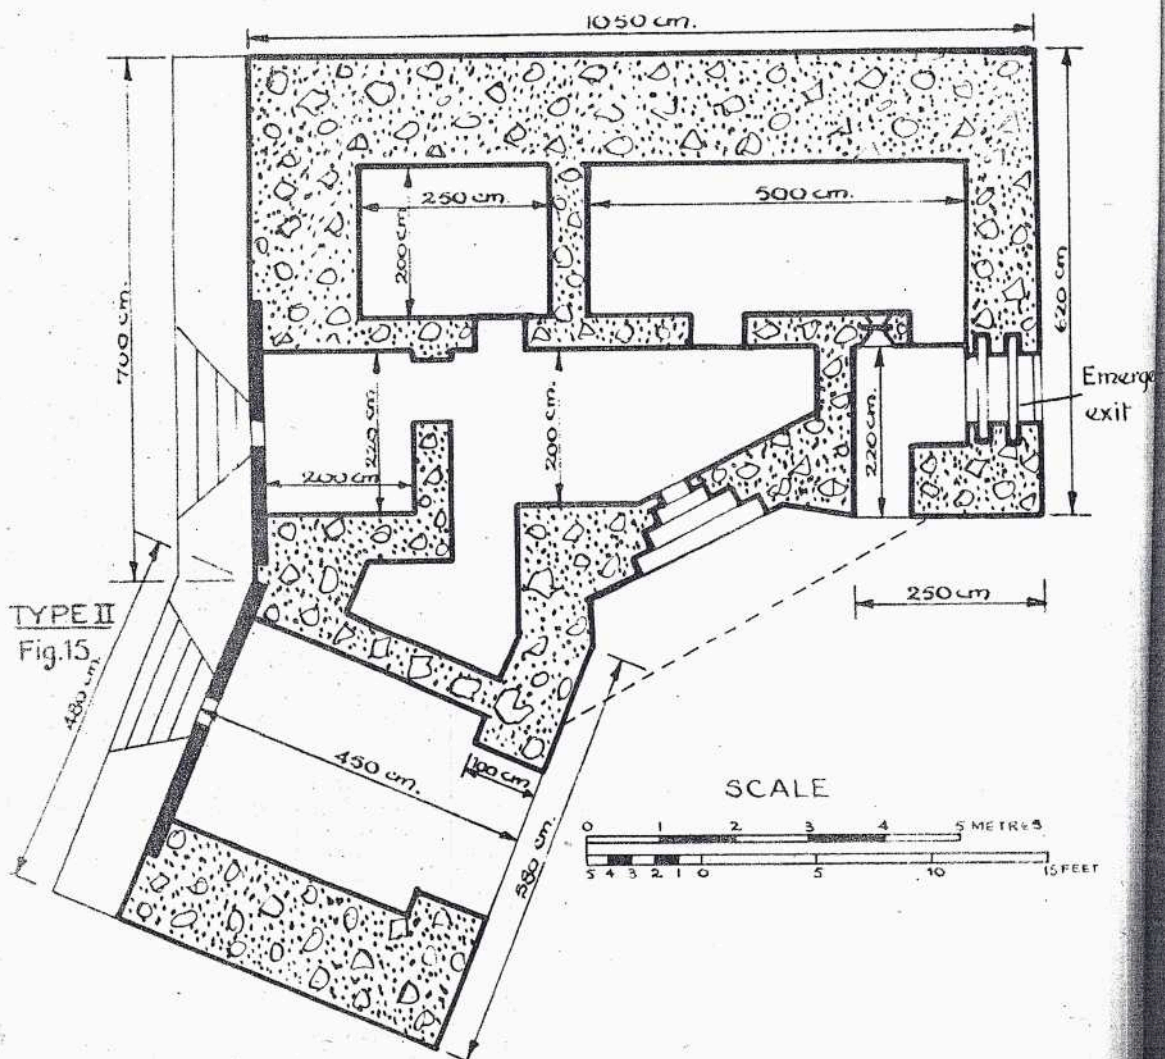 1050 cm.
700 cm.
250 cm.
200 cm.
500 cm.
620 cm
Emerge
exit
220 cm.
200 cm.
200 cm.
220 cm.
250 cm
TYPE II
Fig.15.
480 cm.
450 cm.
100 cm.
580 cm.
SCALE
0 1 2 3 4 5 METRES
5 4 3 2 1 0 5 10 15 FEET